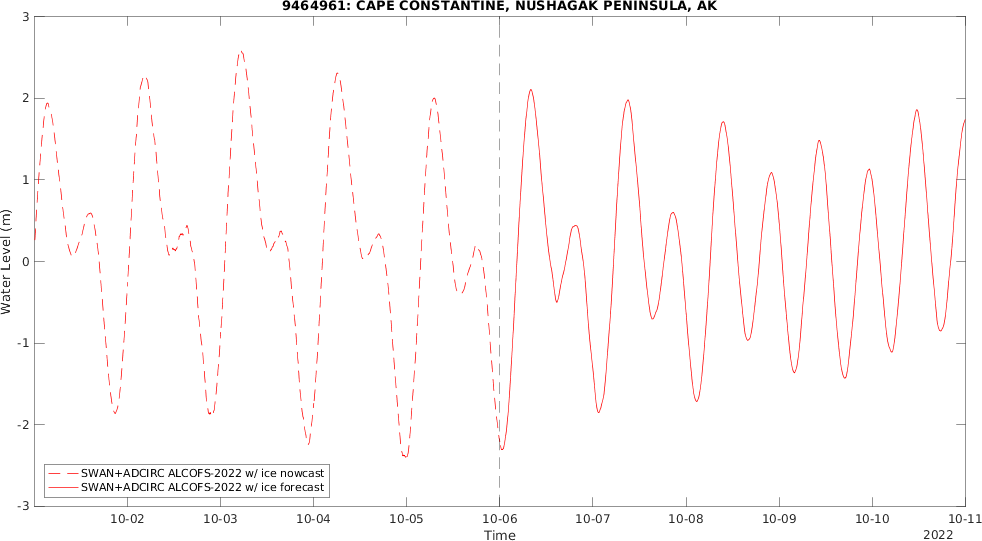 9464961: CAPE CONSTANTINE, NUSHAGAK PENINSULA, AK
3
2
1
0
-1
-2
-3
Water Level (m)
SWAN+ADCIRC ALCOFS-2022 w/ ice nowcast
SWAN+ADCIRC ALCOFS-2022 w/ ice forecast
10-02 10-03 10-04 10-05 10-06 10-07 10-08 10-09 10-10 10-11
Time
2022